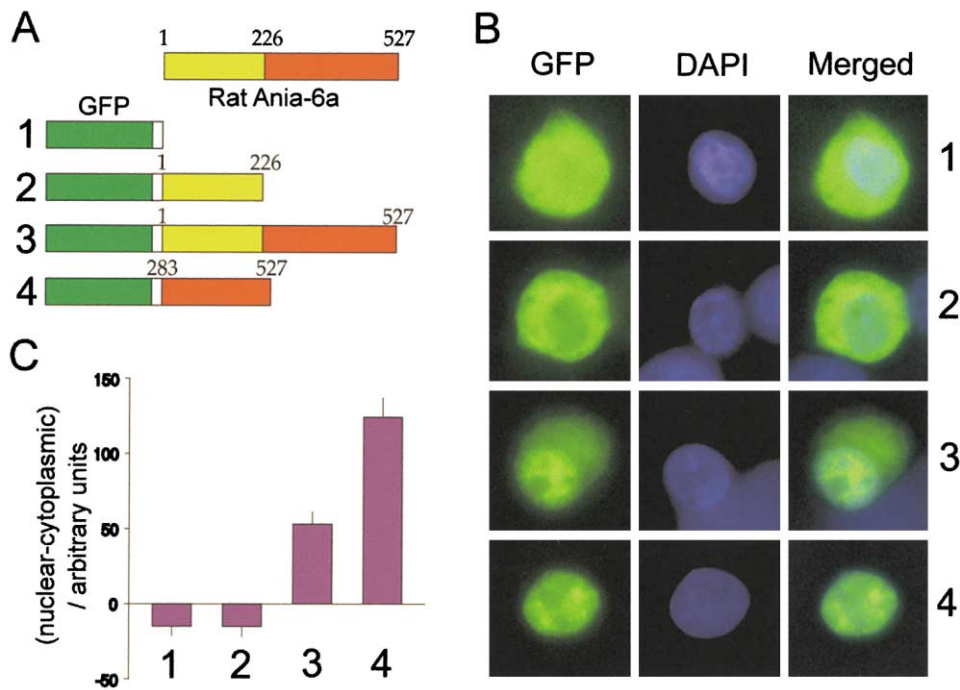 A
1 226 527
Rat Ania-6a
GFP
1
1 226
2
1 527
3
283 527
4
B
GFP DAPI Merged
1
2
3
4
C
(nuclear-cytoplasmic)
/ arbitrary units
150
100
50
0
-50
1 2 3 4